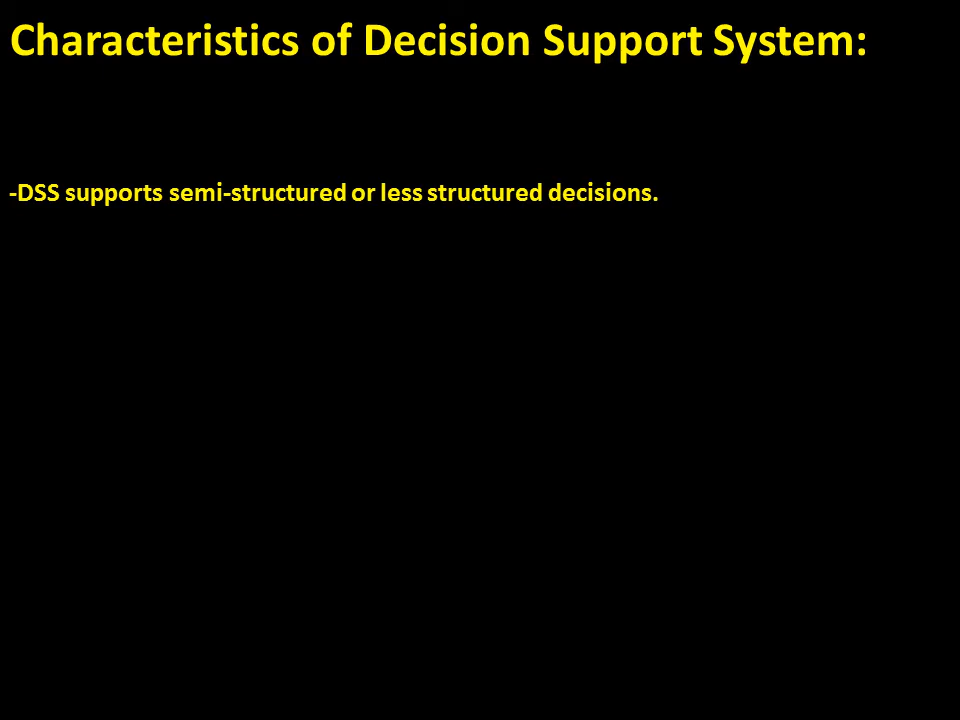 Characteristics of Decision Support System:
-DSS supports semi-structured or less structured decisions.